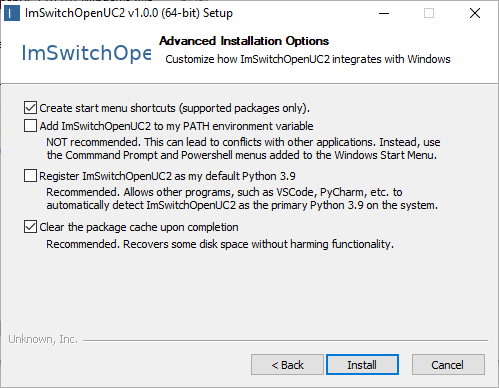 ImSwitchOpenUC2 v1.0.0 (64-bit) Setup
Advanced Installation Options
Customize how ImSwitchOpenUC2 integrates with Windows
ImSwitchOpe
Create start menu shortcuts (supported packages only).
Add ImSwitchOpenUC2 to my PATH environment variable
NOT recommended. This can lead to conflicts with other applications. Instead, use
the Commmand Prompt and Powershell menus added to the Windows Start Menu.
Register ImSwitchOpenUC2 as my default Python 3.9
Recommended. Allows other programs, such as VSCode, PyCharm, etc. to
automatically detect ImSwitchOpenUC2 as the primary Python 3.9 on the system.
Clear the package cache upon completion
Recommended. Recovers some disk space without harming functionality.
Unknown, Inc.
< Back
Install
Cancel